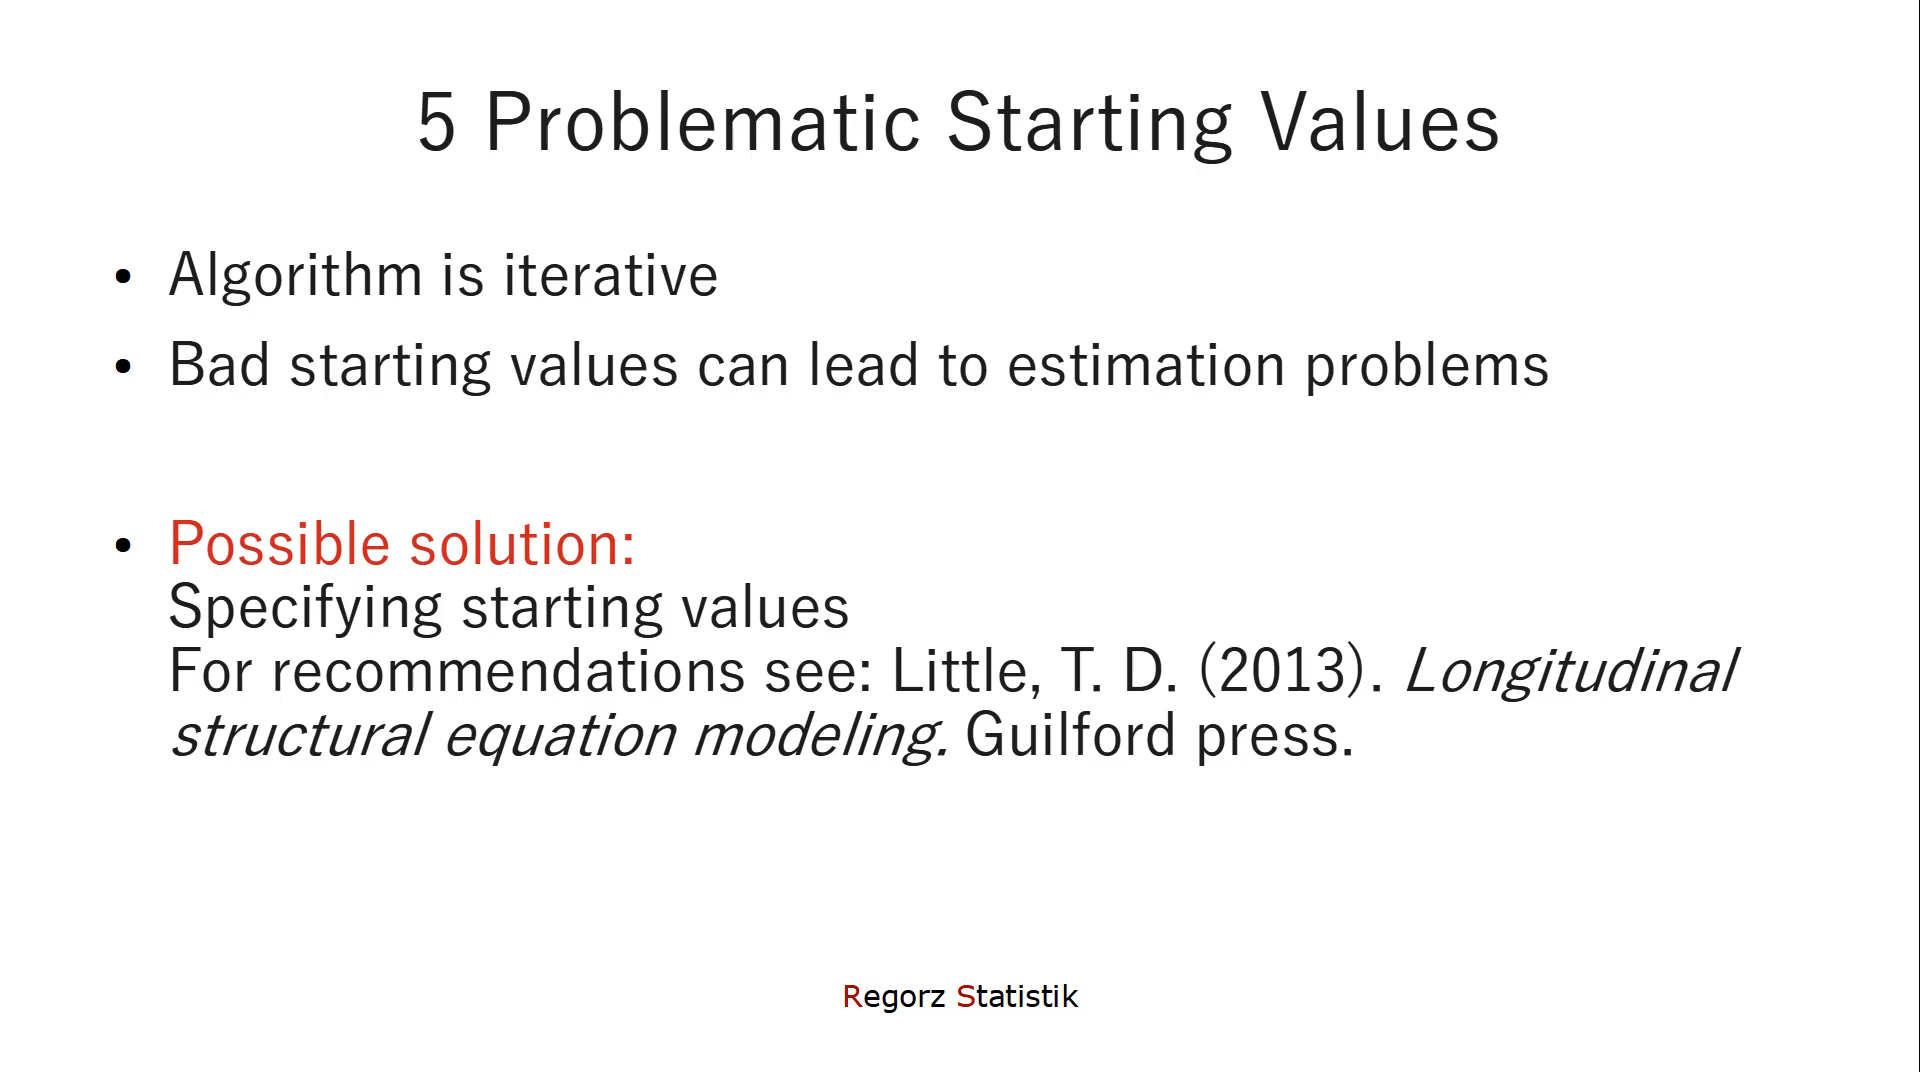 5 Problematic Starting Values
• Algorithm is iterative
• Bad starting values can lead to estimation problems
• Possible solution:
Specifying starting values
For recommendations see: Little, T. D. (2013). Longitudinal
structural equation modeling. Guilford press.
Regorz Statistik